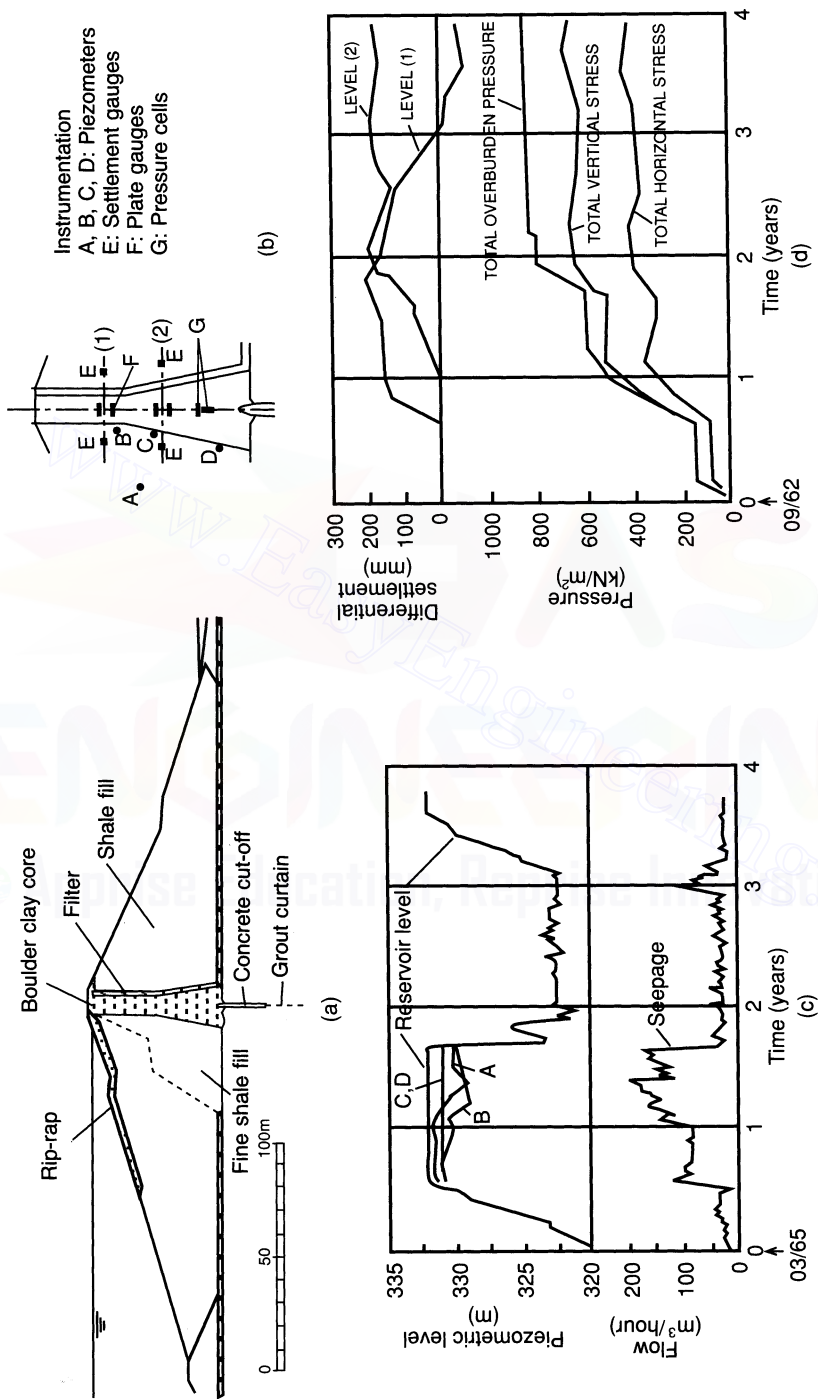 Boulder clay core
Filter
Shale fill
Rip-rap
Fine shale fill
Concrete cut-off
Grout curtain
0
50
100m
(a)
Instrumentation
A, B, C, D: Piezometers
E: Settlement gauges
F: Plate gauges
G: Pressure cells
E
E
(1)
F
B
A
C
(2)
E
E
G
D
(b)
335
330
325
320
Piezometric level
(m)
Reservoir level
C,D
A
B
200
100
0
Flow
(m³/hour)
Seepage
0
1
2
3
4
03/65
Time (years)
(c)
300
200
100
0
Differential
settlement
(mm)
LEVEL (2)
LEVEL (1)
1000
800
600
400
200
0
Pressure
(kN/m²)
TOTAL OVERBURDEN PRESSURE
TOTAL VERTICAL STRESS
TOTAL HORIZONTAL STRESS
0
1
2
3
4
09/62
Time (years)
(d)
www.EasyEngineering.